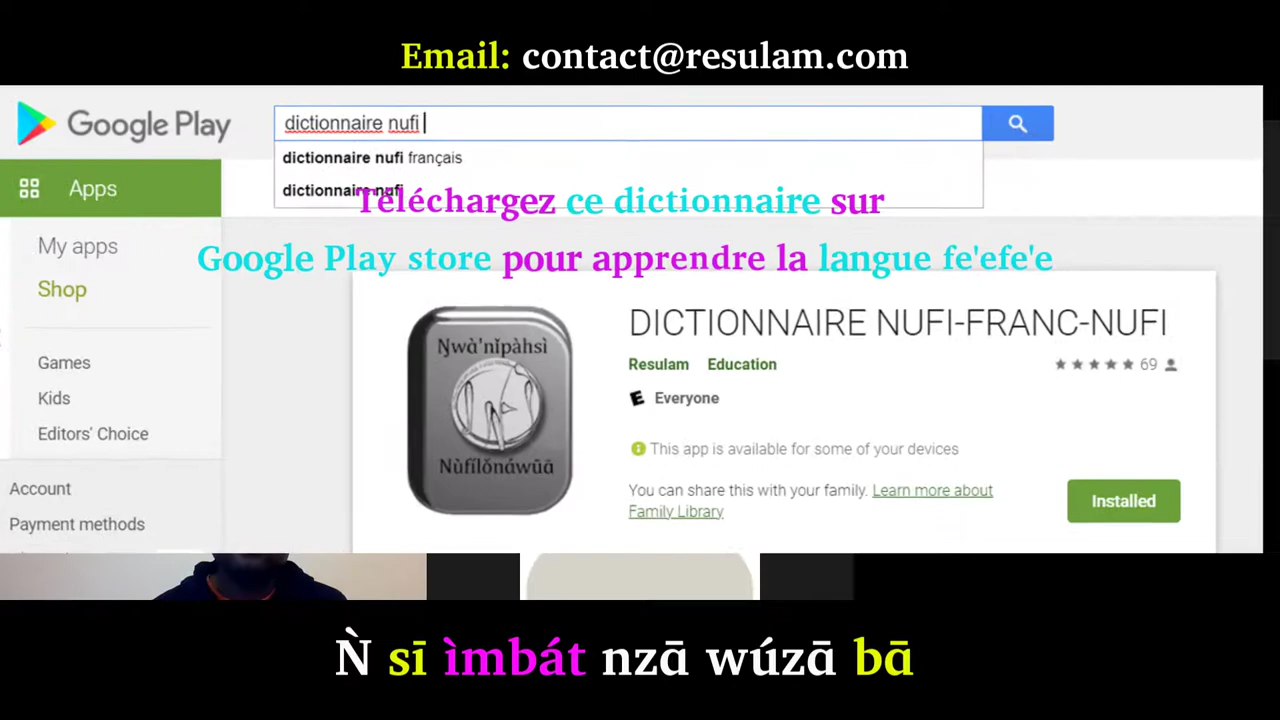 Email: contact@resulam.com
Google Play
dictionnaire nufi
dictionnaire nufi français
dictionnaire nufi
Apps
Téléchargez ce dictionnaire sur
Google Play store pour apprendre la langue fe'efe'e
My apps
Shop
Games
Kids
Editors' Choice
Account
Payment methods
Ŋwà'nǐpàhsì
Nùfīlǒnáwūā
DICTIONNAIRE NUFI-FRANC-NUFI
Resulam Education
69
E Everyone
This app is available for some of your devices
You can share this with your family. Learn more about
Family Library
Installed
Ǹ sī ìmbát nzā wúzā bā